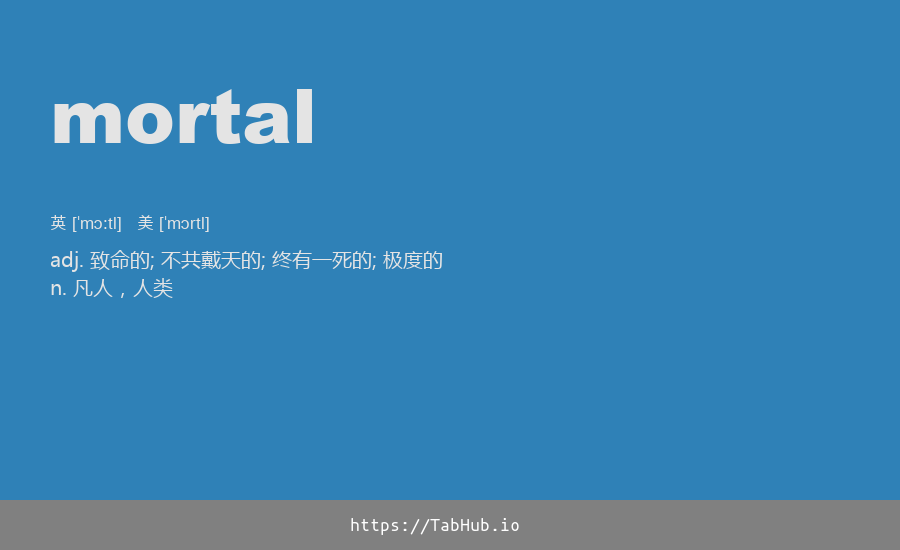 mortal
英 [ˈmɔːtl] 美 [ˈmɔrtl]
adj. 致命的; 不共戴天的; 终有一死的; 极度的
n. 凡人，人类
https://TabHub.io